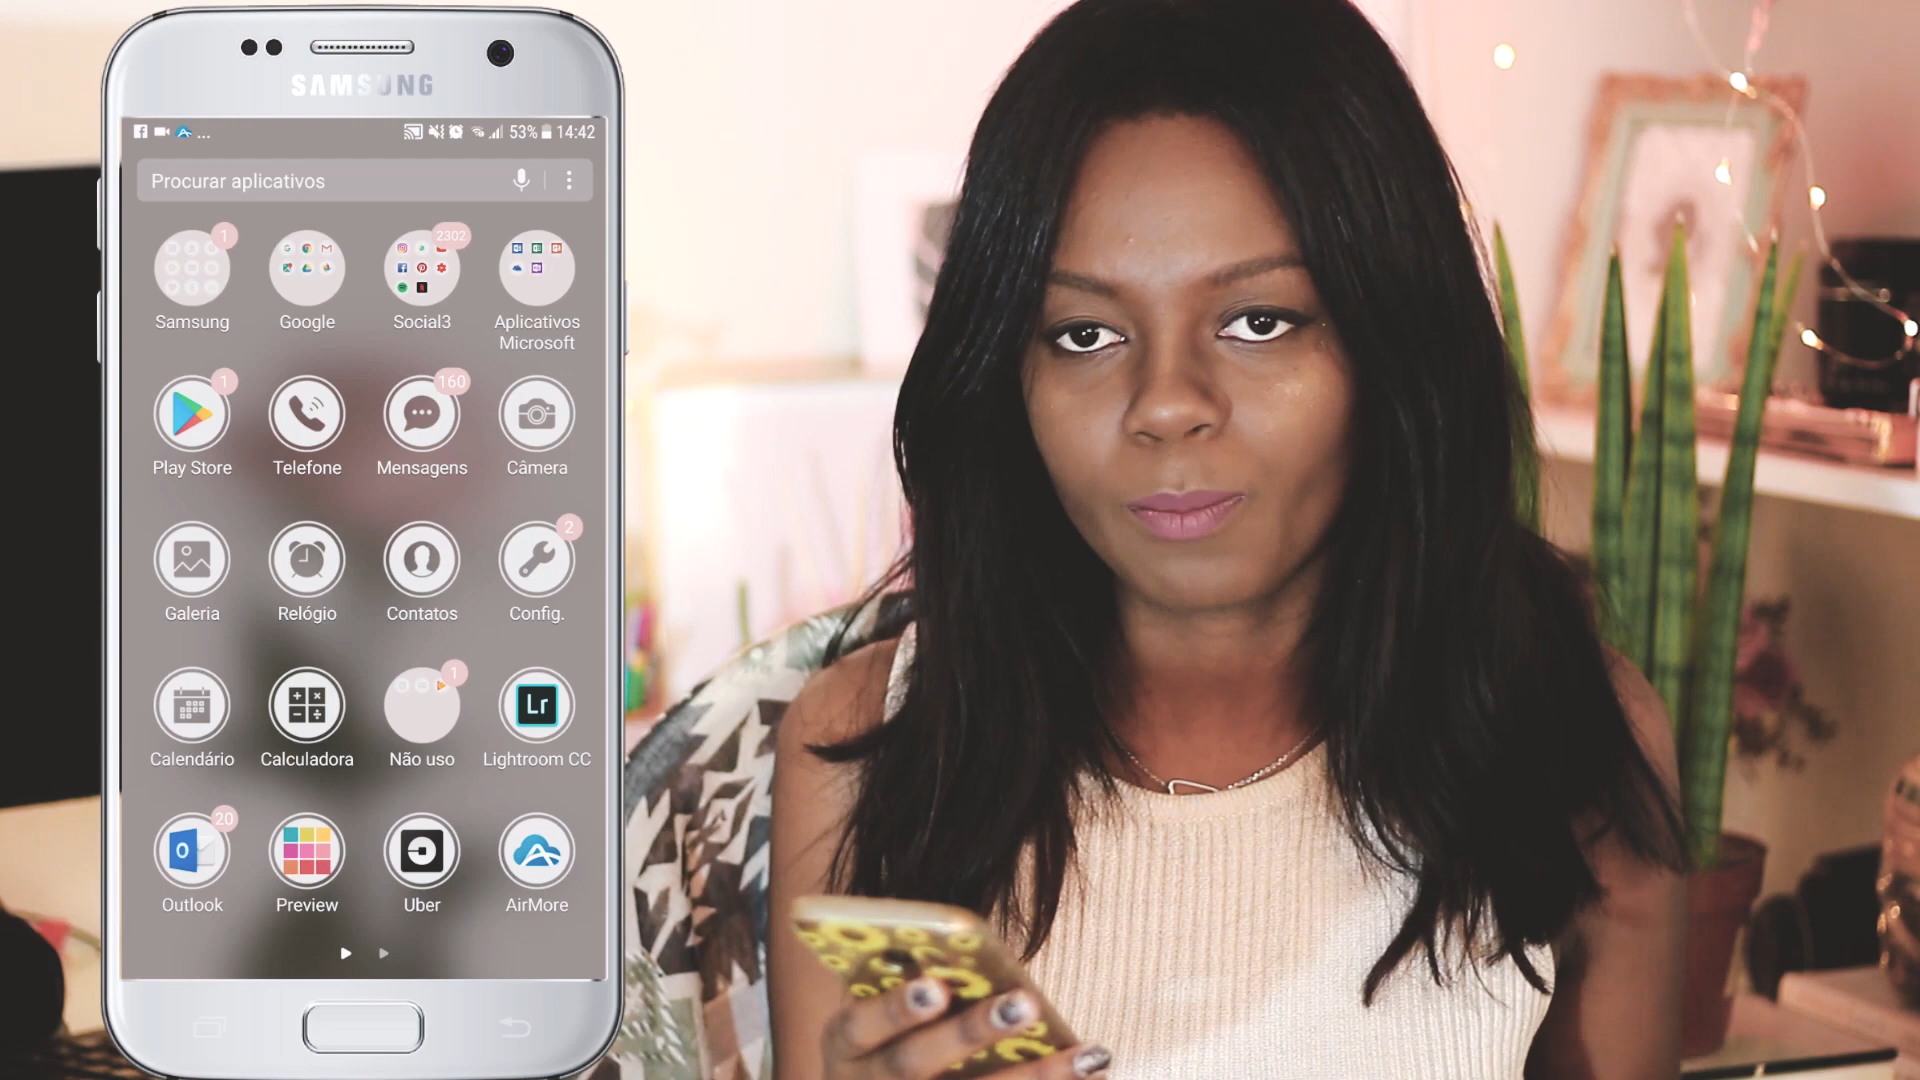 SAMSUNG
... 53% 14:42
Procurar aplicativos
1
2302
Samsung Google Social3 Aplicativos
Microsoft
1
160
Play Store Telefone Mensagens Câmera
2
Galeria Relógio Contatos Config.
1
Lr
Calendário Calculadora Não uso Lightroom CC
20
Outlook Preview Uber AirMore